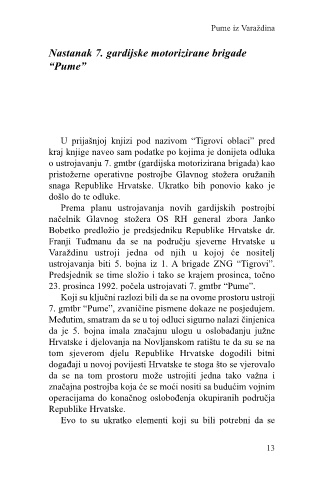 Pume iz Varaždina
Nastanak 7. gardijske motorizirane brigade
“Pume”
U prijašnjoj knjizi pod nazivom “Tigrovi oblaci” pred
kraj knjige naveo sam podatke po kojima je donijeta odluka
o ustrojavanju 7. gmtbr (gardijska motorizirana brigada) kao
pristožerne operativne postrojbe Glavnog stožera oružanih
snaga Republike Hrvatske. Ukratko bih ponovio kako je
došlo do te odluke.
Prema planu ustrojavanja novih gardijskih postrojbi
načelnik Glavnog stožera OS RH general zbora Janko
Bobetko predložio je predsjedniku Republike Hrvatske dr.
Franji Tuđmanu da se na području sjeverne Hrvatske u
Varaždinu ustroji jedna od njih u kojoj će nositelj
ustrojavanja biti 5. bojna iz 1. A brigade ZNG “Tigrovi”.
Predsjednik se time složio i tako se krajem prosinca, točno
23. prosinca 1992. počela ustrojavati 7. gmtbr “Pume”.
Koji su ključni razlozi bili da se na ovome prostoru ustroji
7. gmtbr “Pume”, zvanične pismene dokaze ne posjedujem.
Međutim, smatram da se u toj odluci sigurno nalazi činjenica
da je 5. bojna imala značajnu ulogu u oslobađanju južne
Hrvatske i djelovanja na Novljanskom ratištu te da su se na
tom sjevernom djelu Republike Hrvatske dogodili bitni
događaji u novoj povijesti Hrvatske te stoga što se vjerovalo
da se na tom prostoru može ustrojiti jedna tako važna i
značajna postrojba koja će se moći nositi sa budućim vojnim
operacijama do konačnog oslobođenja okupiranih područja
Republike Hrvatske.
Evo to su ukratko elementi koji su bili potrebni da se
13